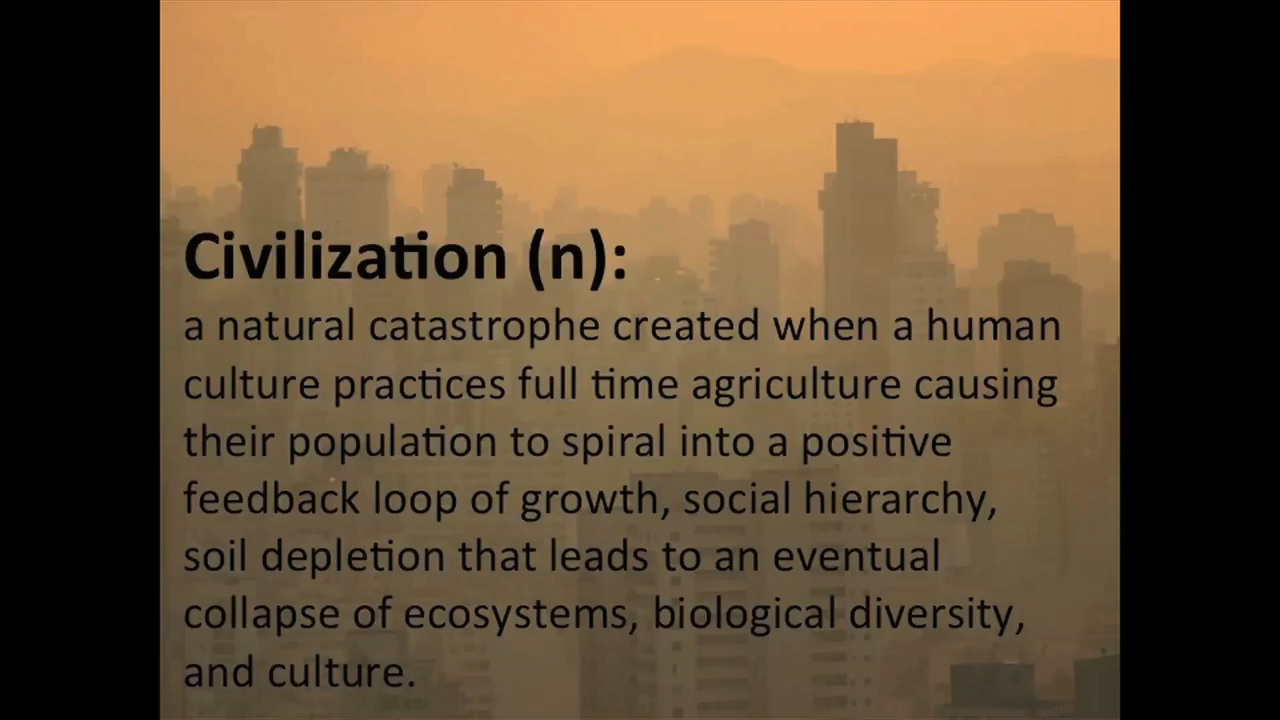 Civilization (n):
a natural catastrophe created when a human
culture practices full time agriculture causing
their population to spiral into a positive
feedback loop of growth, social hierarchy,
soil depletion that leads to an eventual
collapse of ecosystems, biological diversity,
and culture.